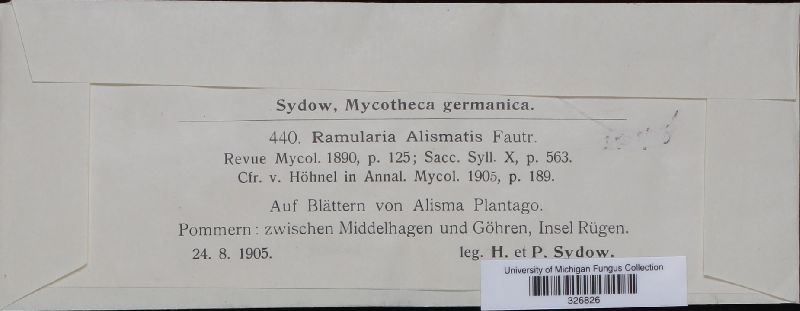 Sydow, Mycotheca germanica.
440. Ramularia Alismatis Fautr.
Revue Mycol. 1890, p. 125; Sacc. Syll. X, p. 563.
Cfr. v. Höhnel in Annal. Mycol. 1905, p. 189.
Auf Blättern von Alisma Plantago.
Pommern: zwischen Middelhagen und Göhren, Insel Rügen.
24. 8. 1905. leg. H. et P. Sydow.
University of Michigan Fungus Collection
326826